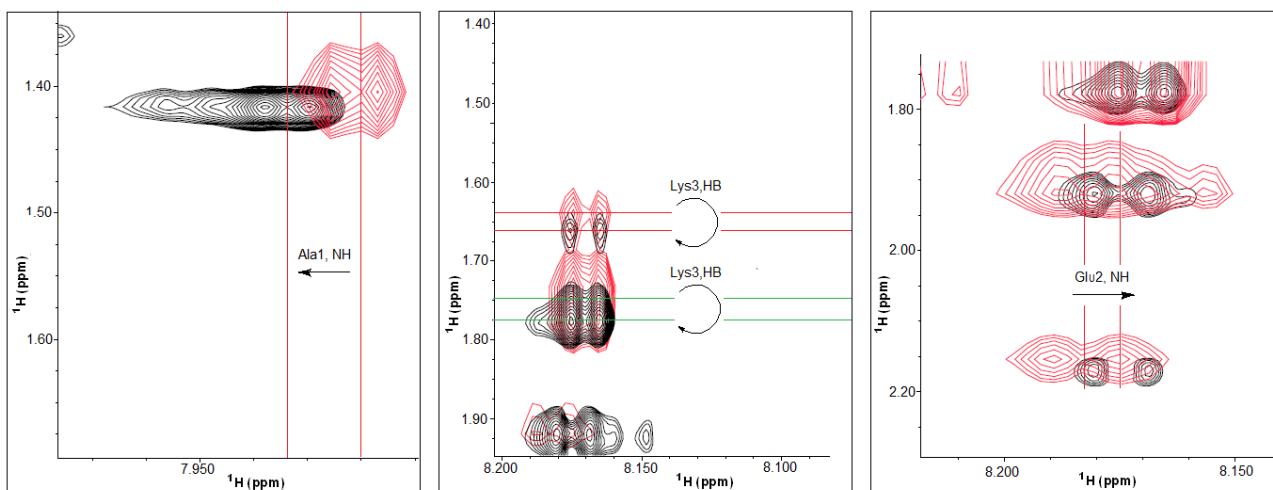 1.40
1.50
1.60
¹H (ppm)
Ala1, NH
7.950
¹H (ppm)
1.40
1.50
1.60
1.70
1.80
1.90
¹H (ppm)
Lys3,HB
Lys3,HB
8.200
8.150
8.100
¹H (ppm)
1.80
2.00
2.20
¹H (ppm)
Glu2, NH
8.200
8.150
¹H (ppm)